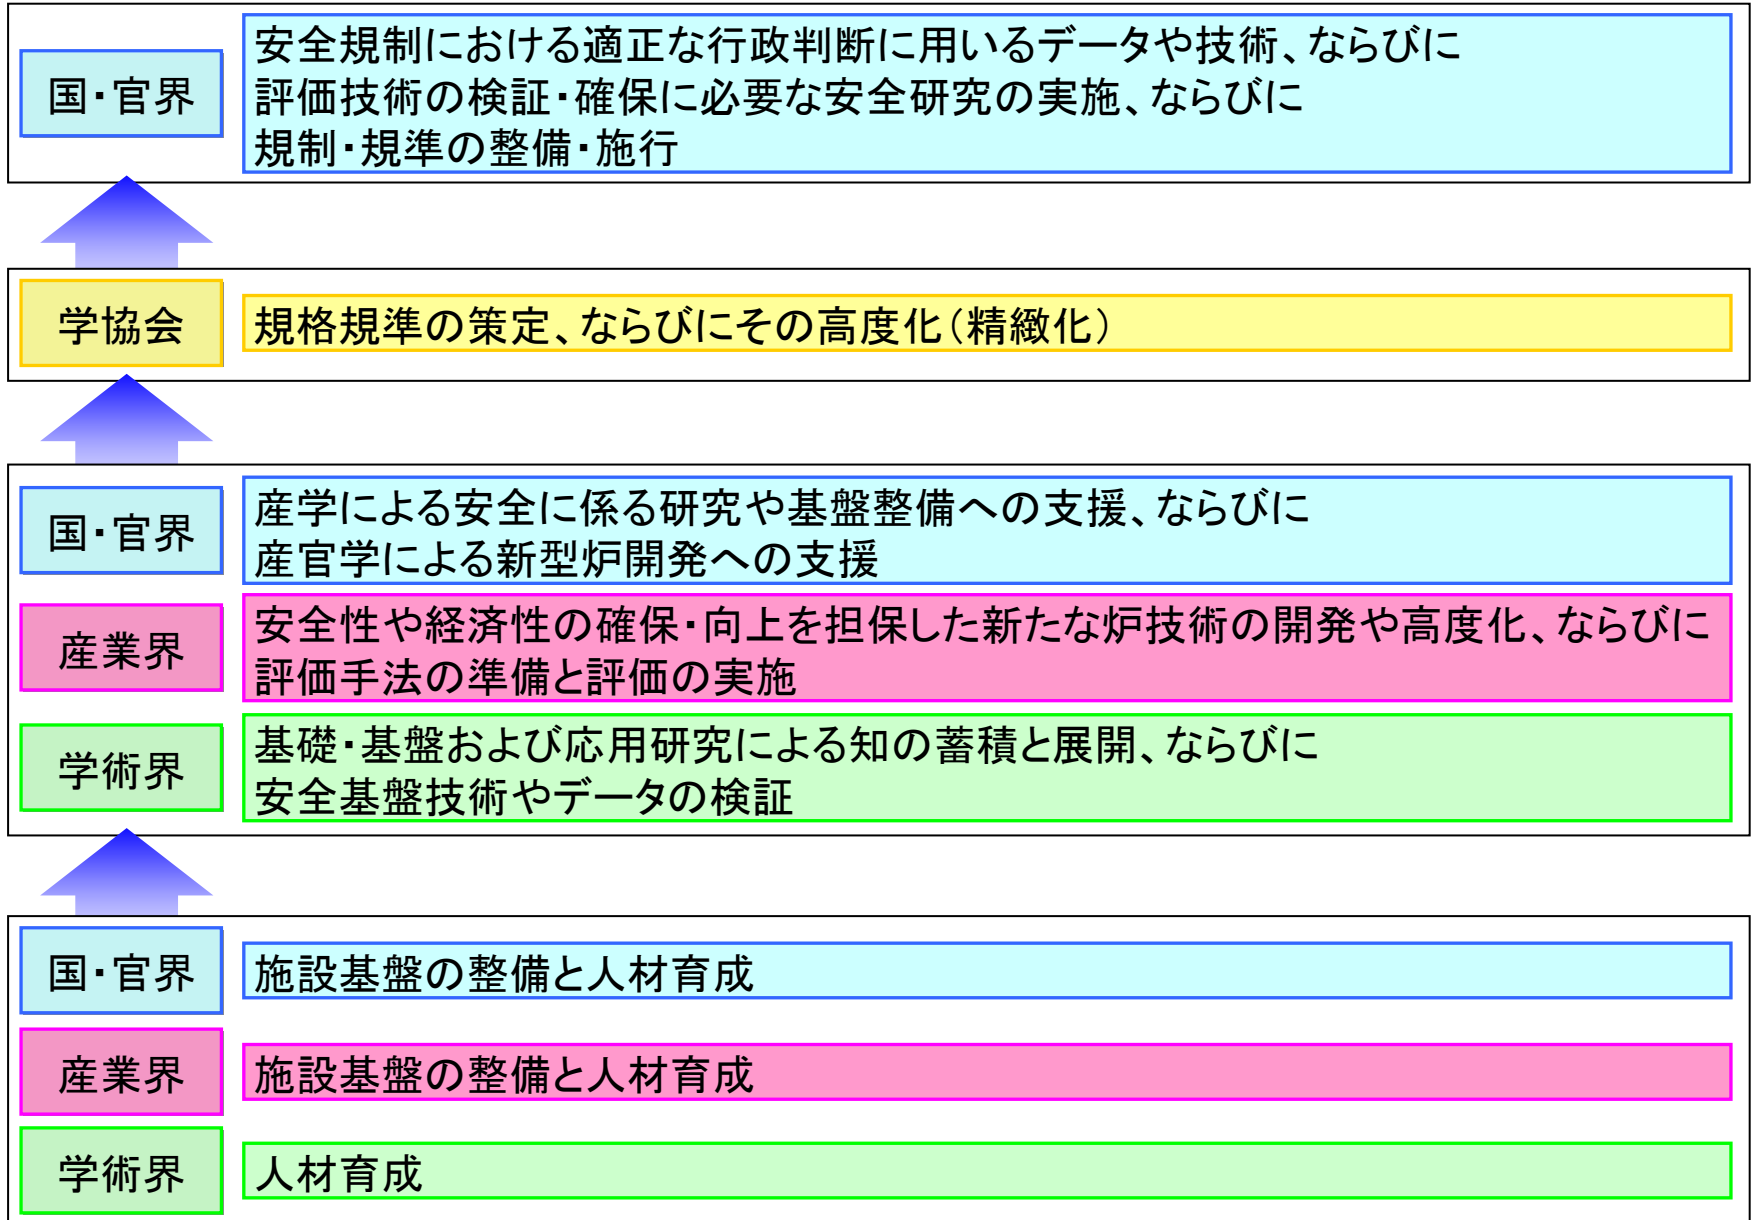 国・官界
安全規制における適正な行政判断に用いるデータや技術、ならびに
評価技術の検証・確保に必要な安全研究の実施、ならびに
規制・規準の整備・施行
学協会
規格規準の策定、ならびにその高度化（精緻化）
国・官界
産学による安全に係る研究や基盤整備への支援、ならびに
産官学による新型炉開発への支援
産業界
安全性や経済性の確保・向上を担保した新たな炉技術の開発や高度化、ならびに
評価手法の準備と評価の実施
学術界
基礎・基盤および応用研究による知の蓄積と展開、ならびに
安全基盤技術やデータの検証
国・官界
施設基盤の整備と人材育成
産業界
施設基盤の整備と人材育成
学術界
人材育成